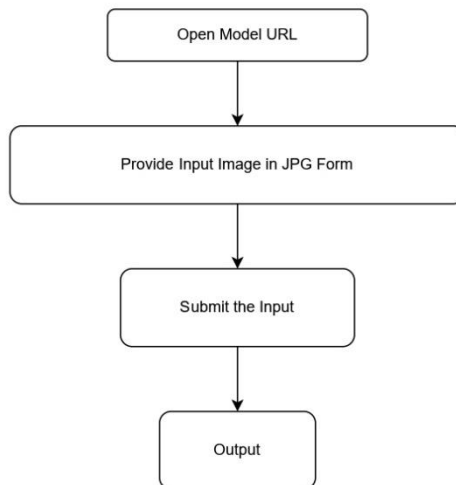 Open Model URL
Provide Input Image in JPG Form
Submit the Input
Output